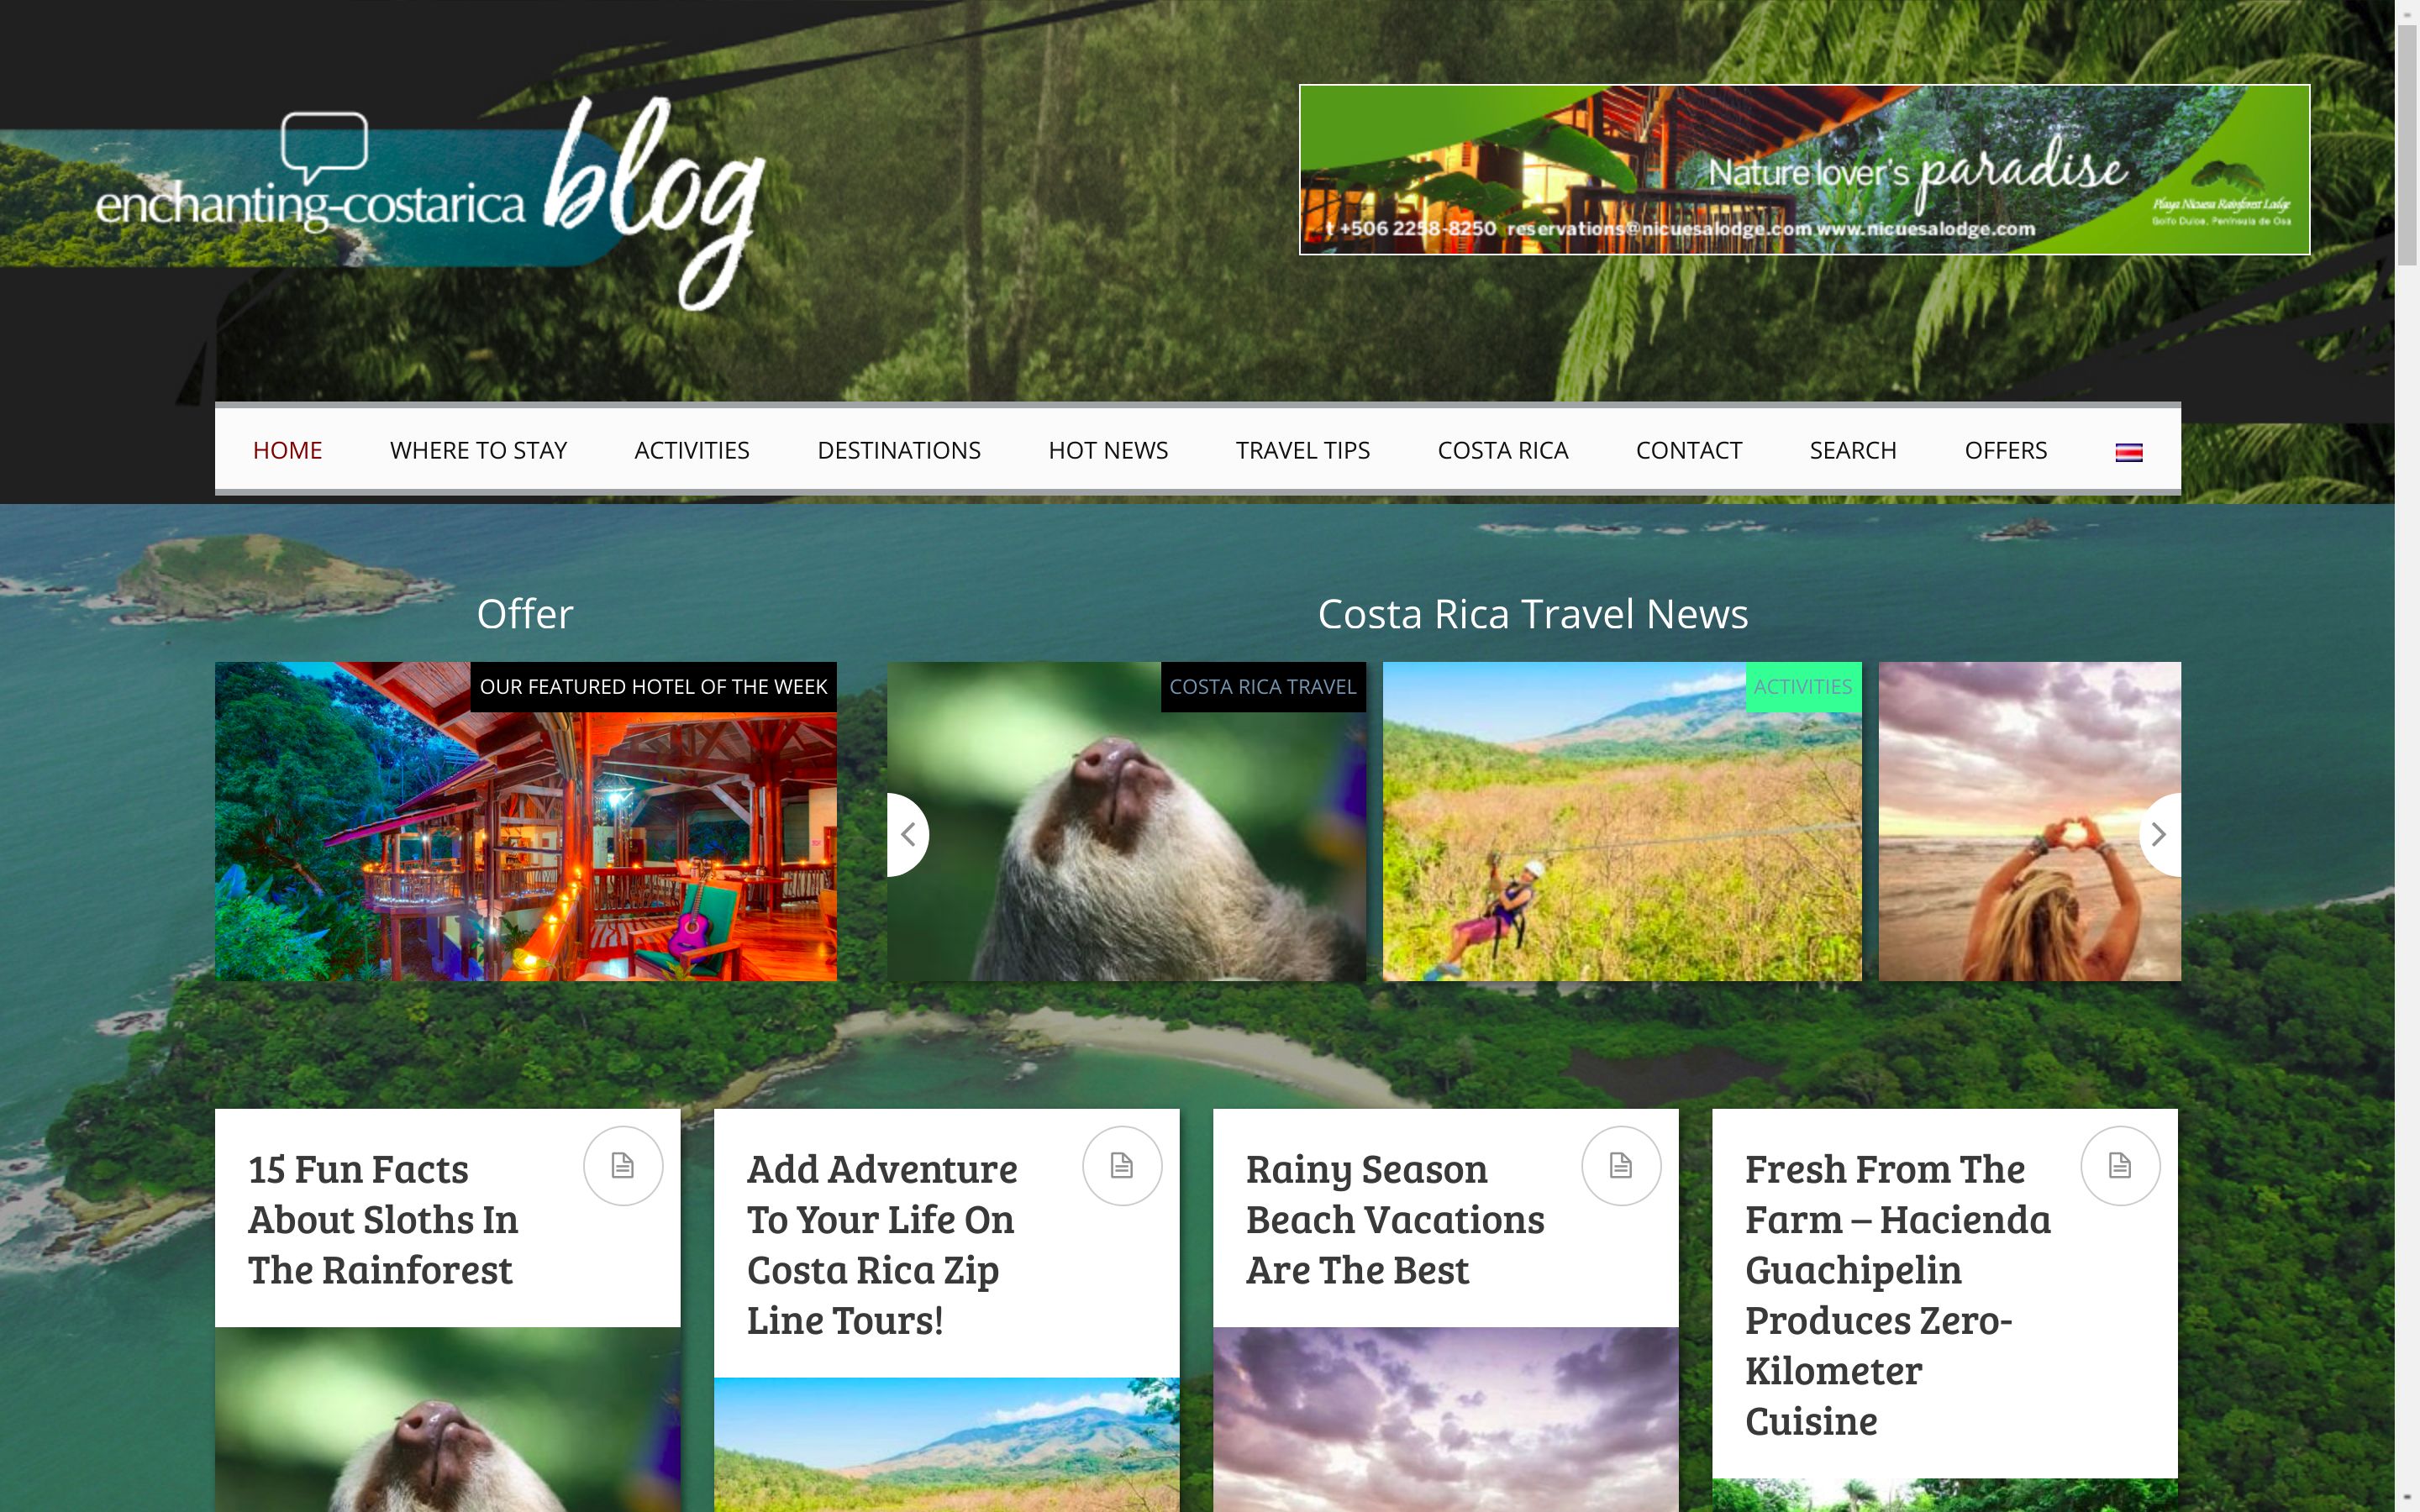 enchanting-costarica blog
Nature lover's paradise
t +506 2258-8250 reservations@nicuesalodge.com www.nicuesalodge.com
Playa Nicuesa Rainforest Lodge
Golfo Dulce, Península de Osa
HOME WHERE TO STAY ACTIVITIES DESTINATIONS HOT NEWS TRAVEL TIPS COSTA RICA CONTACT SEARCH OFFERS
Offer
OUR FEATURED HOTEL OF THE WEEK
Costa Rica Travel News
COSTA RICA TRAVEL
ACTIVITIES
15 Fun Facts
About Sloths In
The Rainforest
Add Adventure
To Your Life On
Costa Rica Zip
Line Tours!
Rainy Season
Beach Vacations
Are The Best
Fresh From The
Farm – Hacienda
Guachipelin
Produces Zero-
Kilometer
Cuisine